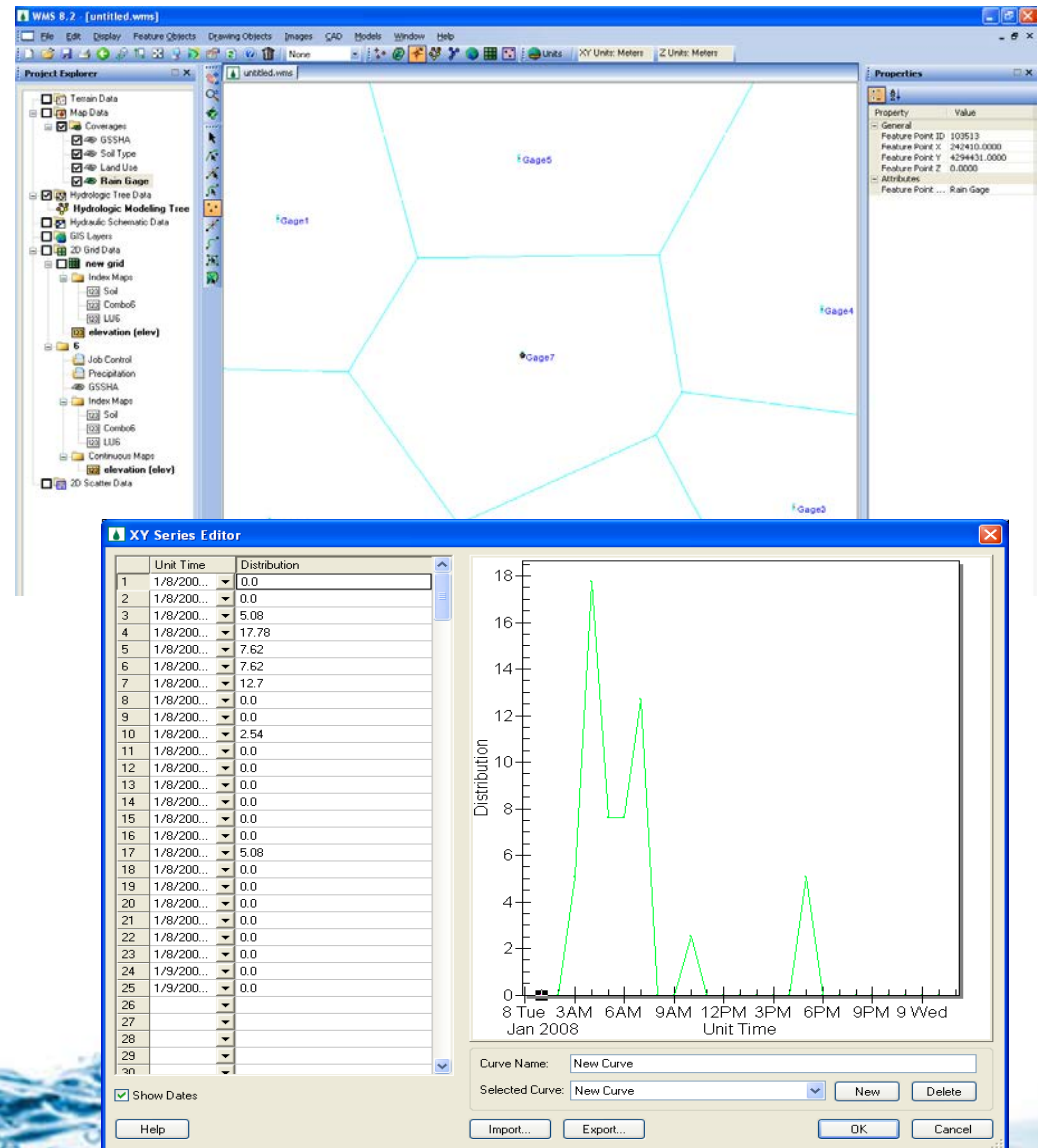 WMS 8.2 - [untitled.wms]
File Edit Display Feature Objects Drawing Objects Images CAD Models Window Help
None Units XY Units: Meters Z Units: Meters
Project Explorer
Terrain Data
Map Data
Coverages
GSSHA
Soil Type
Land Use
Rain Gage
Hydrologic Tree Data
Hydrologic Modeling Tree
Hydraulic Schematic Data
GIS Layers
2D Grid Data
new grid
Index Maps
Soil
Combo6
LU6
elevation (elev)
6
Job Control
Precipitation
GSSHA
Index Maps
Soil
Combo6
LU6
Continuous Maps
elevation (elev)
2D Scatter Data
untitled.wms
Gage5
Gage1
Gage4
Gage7
Gage3
Properties
Property Value
General
Feature Point ID 103513
Feature Point X 242410.0000
Feature Point Y 4294431.0000
Feature Point Z 0.0000
Attributes
Feature Point ... Rain Gage
XY Series Editor
Unit Time Distribution
1 1/8/200... 0.0
2 1/8/200... 0.0
3 1/8/200... 5.08
4 1/8/200... 17.78
5 1/8/200... 7.62
6 1/8/200... 7.62
7 1/8/200... 12.7
8 1/8/200... 0.0
9 1/8/200... 0.0
10 1/8/200... 2.54
11 1/8/200... 0.0
12 1/8/200... 0.0
13 1/8/200... 0.0
14 1/8/200... 0.0
15 1/8/200... 0.0
16 1/8/200... 0.0
17 1/8/200... 5.08
18 1/8/200... 0.0
19 1/8/200... 0.0
20 1/8/200... 0.0
21 1/8/200... 0.0
22 1/8/200... 0.0
23 1/8/200... 0.0
24 1/9/200... 0.0
25 1/9/200... 0.0
26
27
28
29
30
Show Dates
Help
18
16
14
12
10
8
6
4
2
0
Distribution
8 Tue 3AM 6AM 9AM 12PM 3PM 6PM 9PM 9 Wed
Jan 2008 Unit Time
Curve Name: New Curve
Selected Curve: New Curve New Delete
Import... Export... OK Cancel